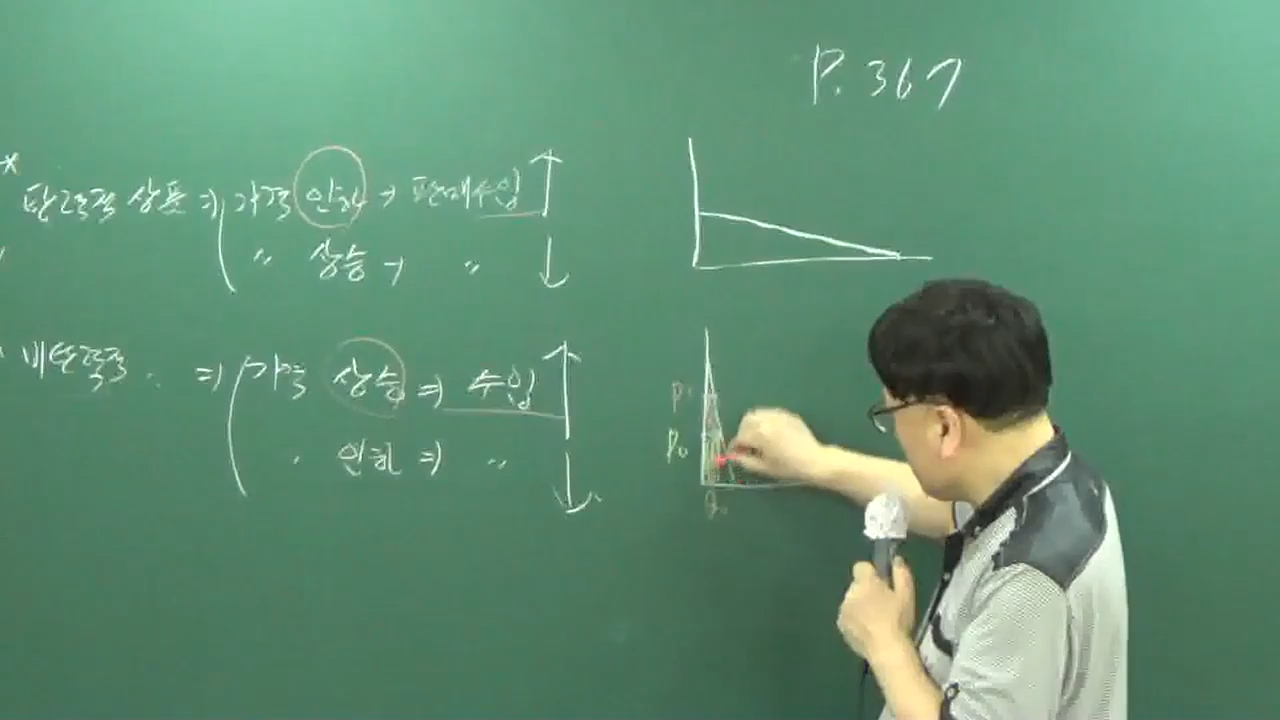 P. 367
*
탄력적 상품 ⇒ 가격 인하 → 판매수입 ↑
〃 상승 → 〃 ↓
비탄력적 〃 ⇒ 가격 상승 ⇒ 수입 ↑
〃 인하 ⇒ 〃 ↓
P₁
P₀